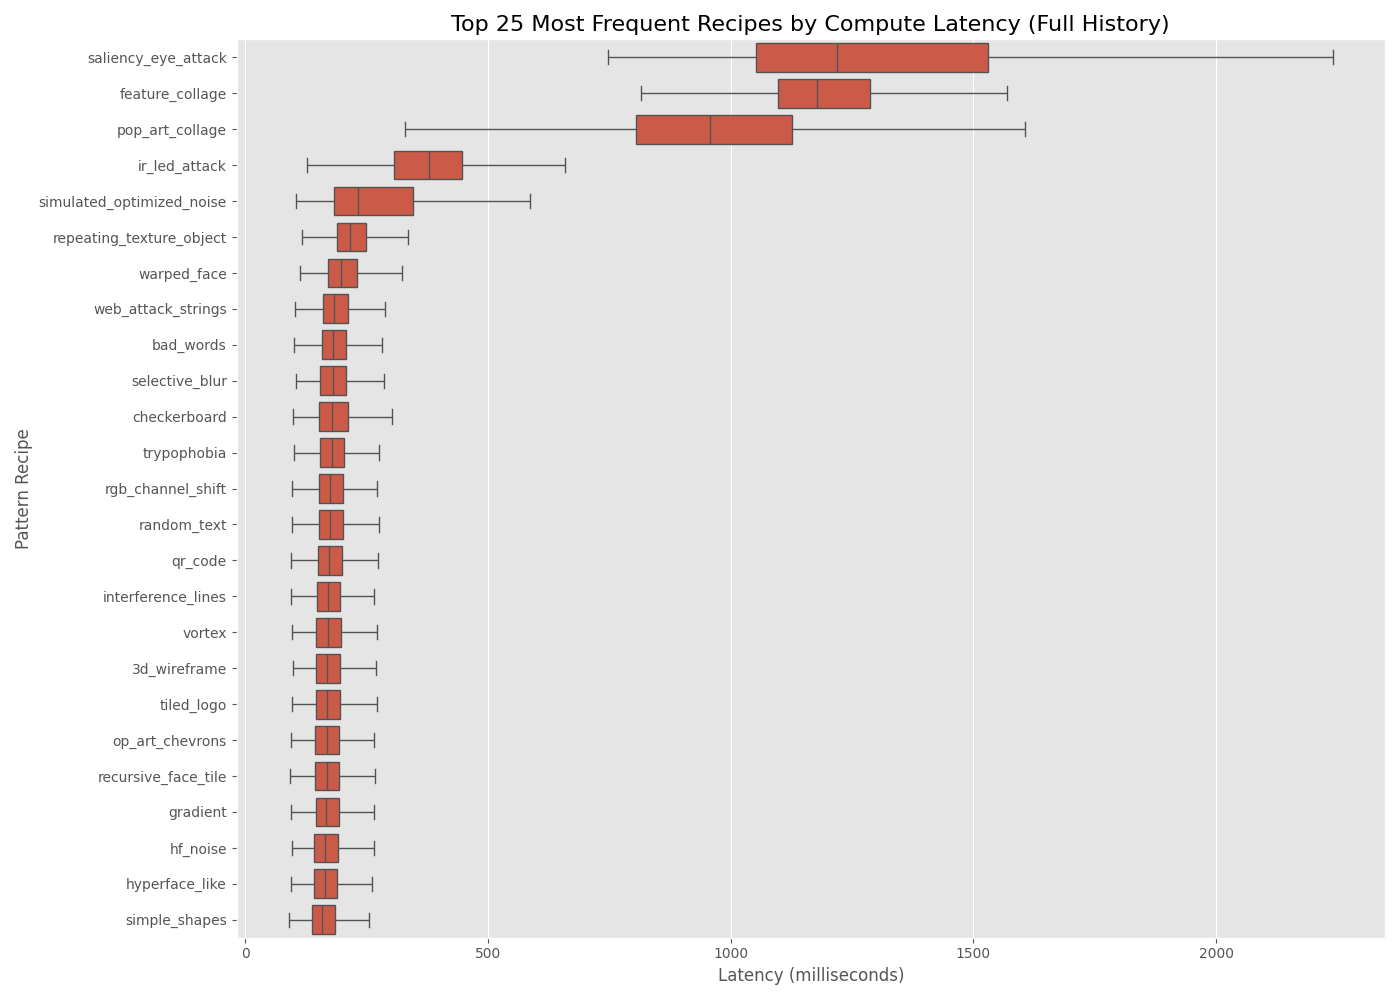 Top 25 Most Frequent Recipes by Compute Latency (Full History)
saliency_eye_attack
feature_collage
pop_art_collage
ir_led_attack
simulated_optimized_noise
repeating_texture_object
warped_face
web_attack_strings
bad_words
selective_blur
checkerboard
trypophobia
rgb_channel_shift
random_text
qr_code
interference_lines
vortex
3d_wireframe
tiled_logo
op_art_chevrons
recursive_face_tile
gradient
hf_noise
hyperface_like
simple_shapes
Pattern Recipe
0 500 1000 1500 2000
Latency (milliseconds)